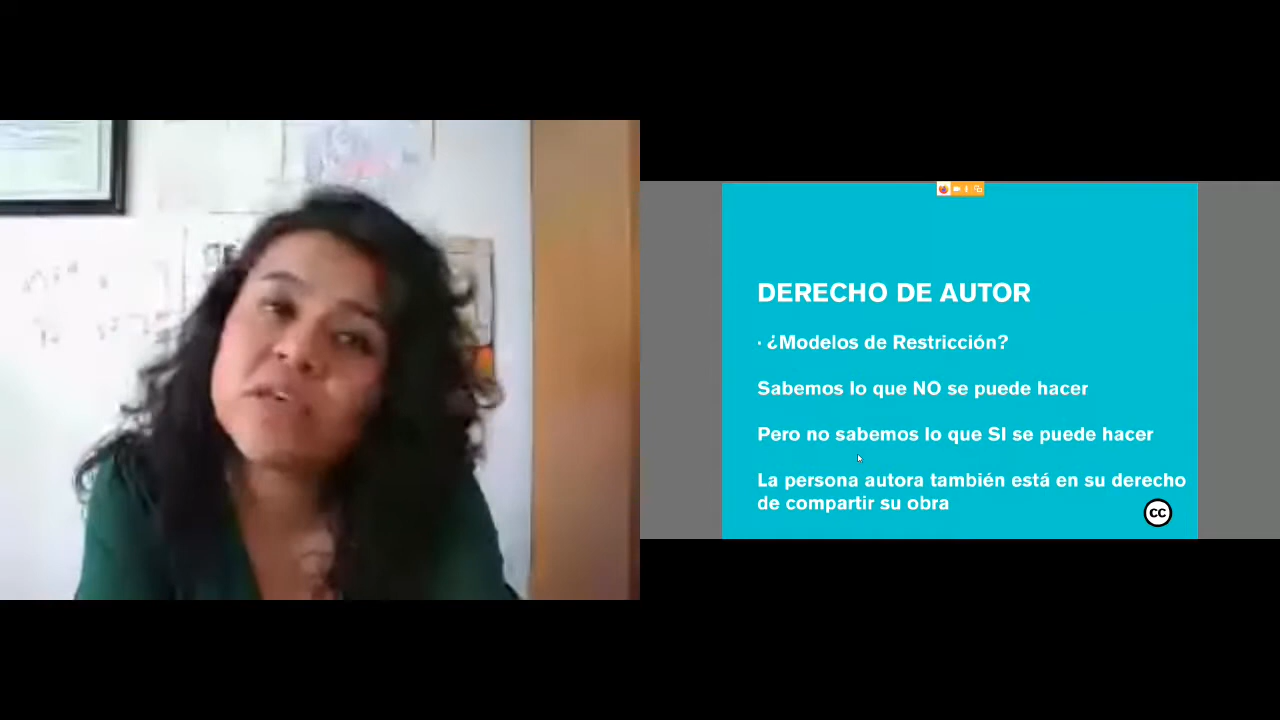 DERECHO DE AUTOR
· ¿Modelos de Restricción?
Sabemos lo que NO se puede hacer
Pero no sabemos lo que SI se puede hacer
La persona autora también está en su derecho
de compartir su obra
cc